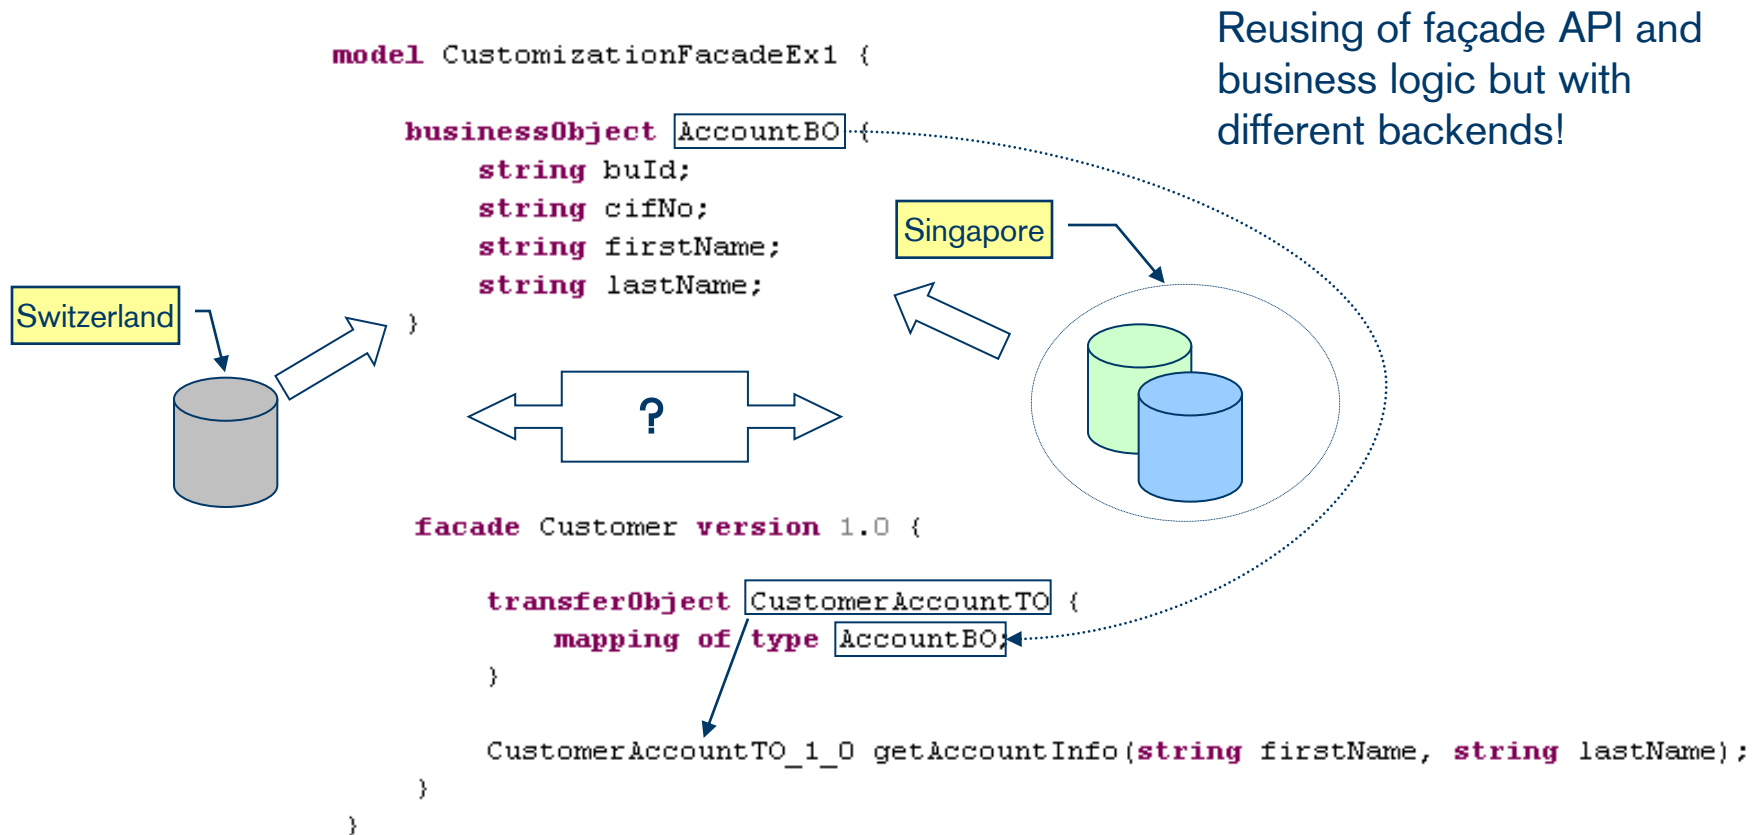 Reusing of façade API and
business logic but with
different backends!
model CustomizationFacadeEx1 {
businessObject AccountBO {
string buId;
string cifNo;
string firstName;
string lastName;
}
Singapore
Switzerland
?
facade Customer version 1.0 {
transferObject CustomerAccountTO {
mapping of type AccountBO;
}
CustomerAccountTO_1_0 getAccountInfo(string firstName, string lastName);
}
}